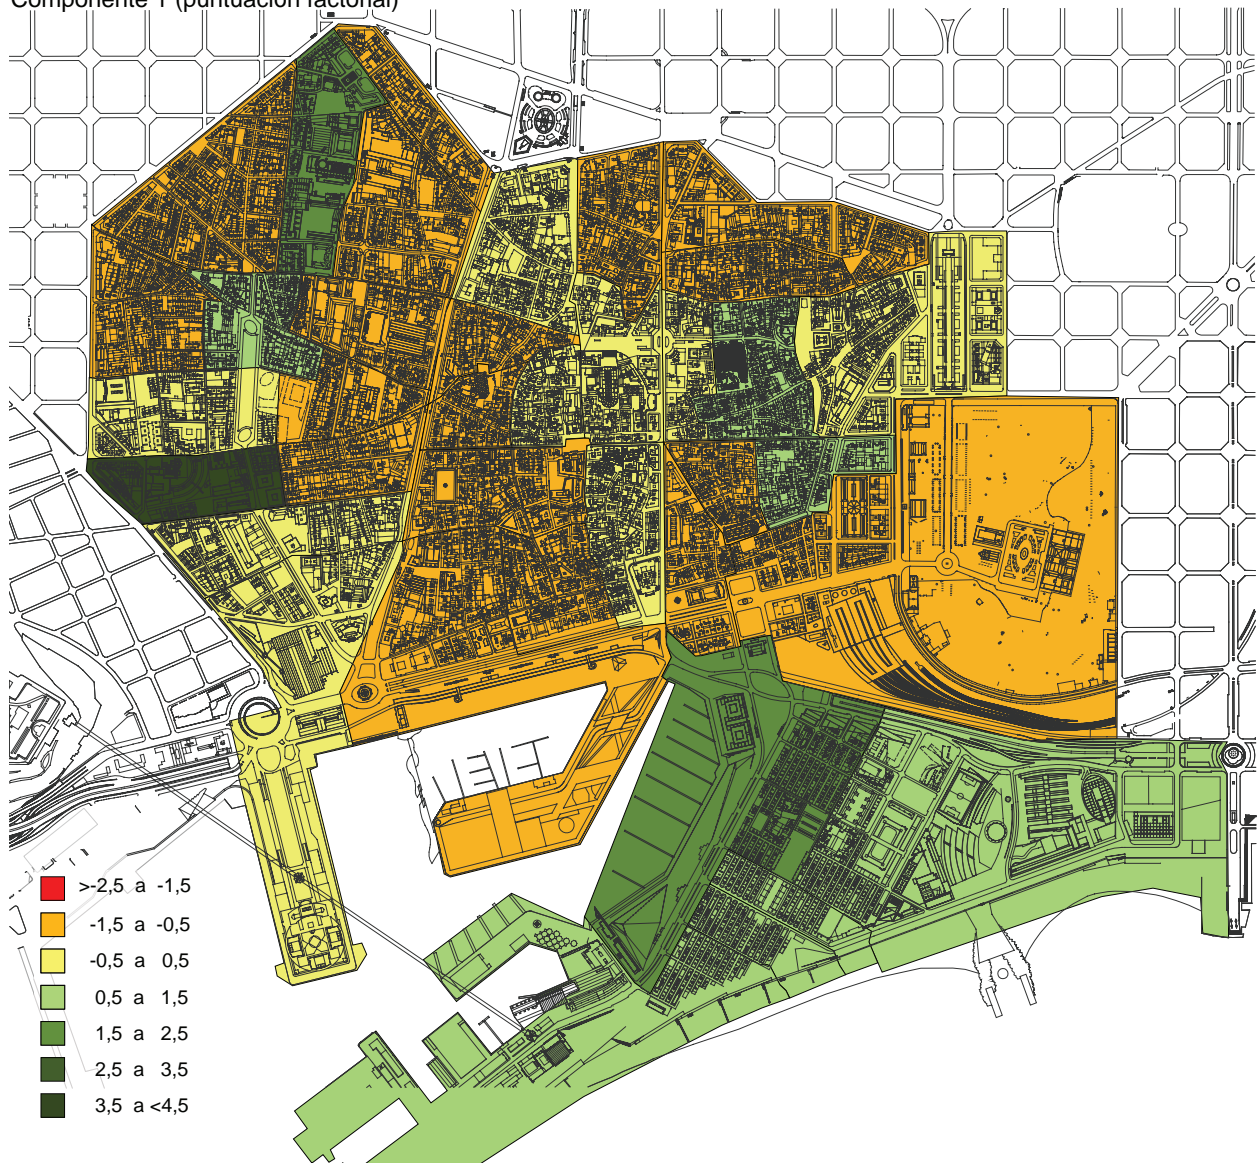 Componente 1 (puntuación factorial)
>-2,5 a -1,5
-1,5 a -0,5
-0,5 a 0,5
0,5 a 1,5
1,5 a 2,5
2,5 a 3,5
3,5 a <4,5